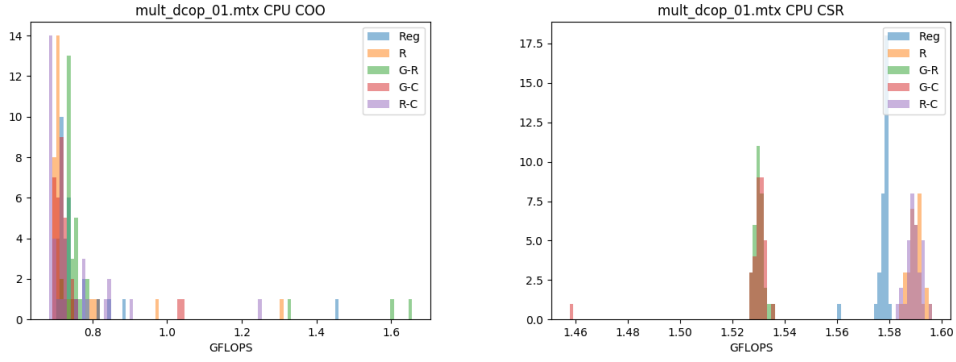 mult_dcop_01.mtx CPU COO
14
12
10
8
6
4
2
0
0.8
1.0
1.2
1.4
1.6
GFLOPS
Reg
R
G-R
G-C
R-C
mult_dcop_01.mtx CPU CSR
17.5
15.0
12.5
10.0
7.5
5.0
2.5
0.0
1.46
1.48
1.50
1.52
1.54
1.56
1.58
1.60
GFLOPS
Reg
R
G-R
G-C
R-C